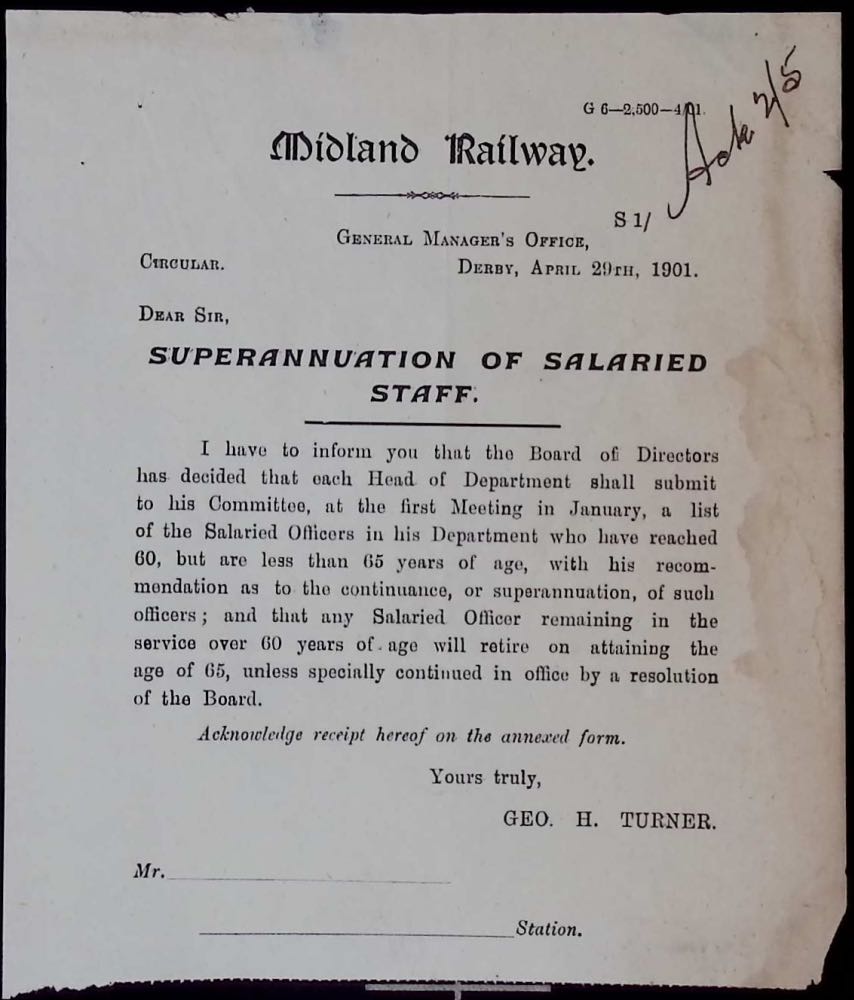 G 6—2,500—4/01.
Midland Railway.
S 1/
GENERAL MANAGER'S OFFICE,
CIRCULAR.
DERBY, APRIL 29TH, 1901.
DEAR SIR,
SUPERANNUATION OF SALARIED
STAFF.
I have to inform you that the Board of Directors
has decided that each Head of Department shall submit
to his Committee, at the first Meeting in January, a list
of the Salaried Officers in his Department who have reached
60, but are less than 65 years of age, with his recom-
mendation as to the continuance, or superannuation, of such
officers; and that any Salaried Officer remaining in the
service over 60 years of age will retire on attaining the
age of 65, unless specially continued in office by a resolution
of the Board.
Acknowledge receipt hereof on the annexed form.
Yours truly,
GEO. H. TURNER.
Mr.
Station.
2/5